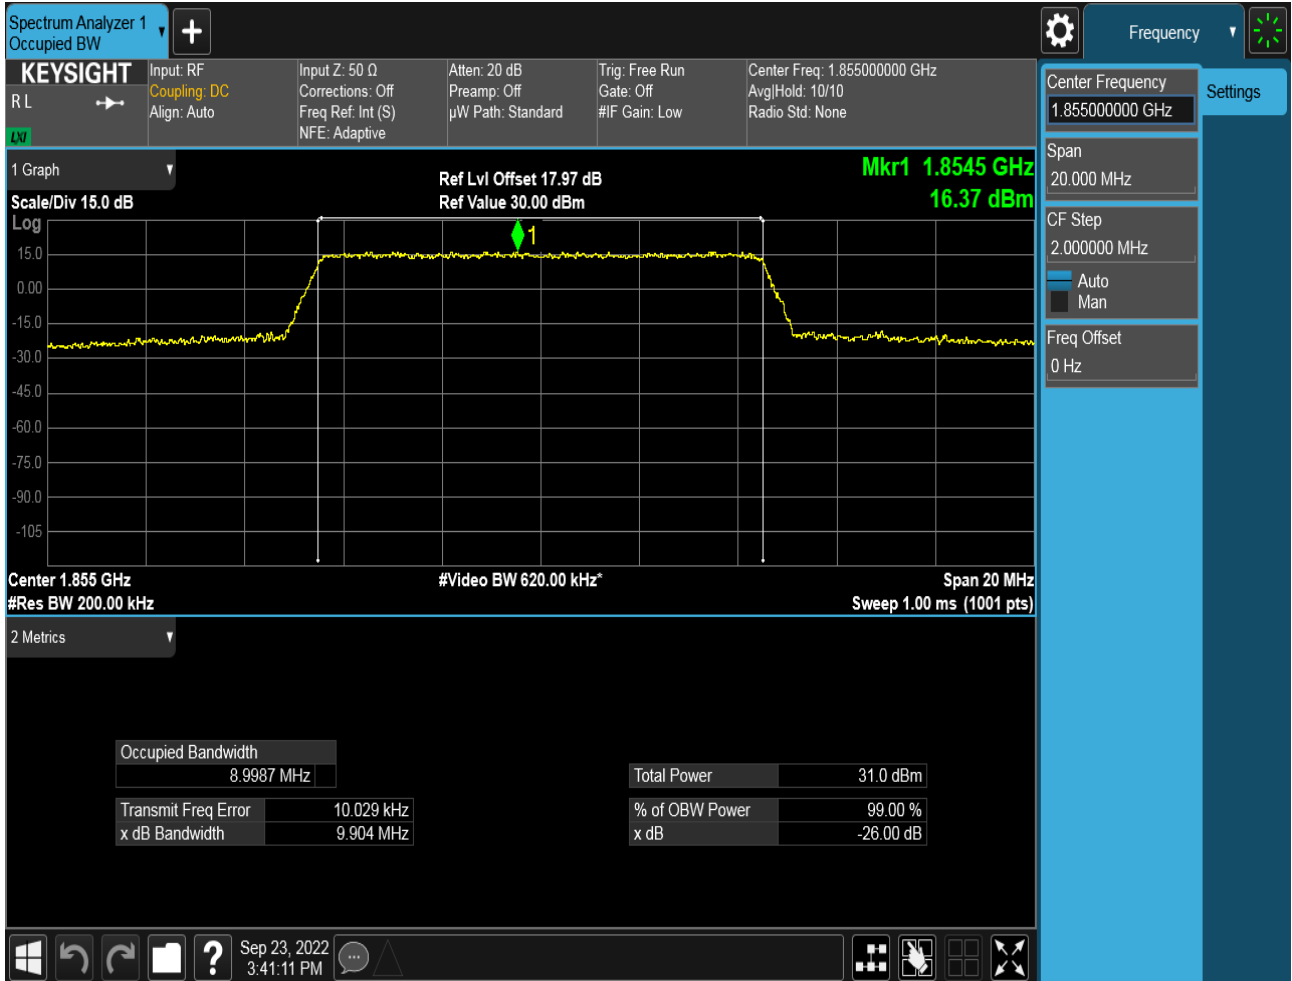 Spectrum Analyzer 1
Occupied BW
Frequency
KEYSIGHT
R L
LXI
Input: RF
Coupling: DC
Align: Auto
Input Z: 50 Ω
Corrections: Off
Freq Ref: Int (S)
NFE: Adaptive
Atten: 20 dB
Preamp: Off
µW Path: Standard
Trig: Free Run
Gate: Off
#IF Gain: Low
Center Freq: 1.855000000 GHz
Avg|Hold: 10/10
Radio Std: None
Center Frequency
1.855000000 GHz
Settings
Span
20.000 MHz
CF Step
2.000000 MHz
Auto
Man
Freq Offset
0 Hz
1 Graph
Scale/Div 15.0 dB
Ref Lvl Offset 17.97 dB
Ref Value 30.00 dBm
Mkr1 1.8545 GHz
16.37 dBm
Log
1
15.0
0.00
-15.0
-30.0
-45.0
-60.0
-75.0
-90.0
-105
Center 1.855 GHz
#Video BW 620.00 kHz*
Span 20 MHz
#Res BW 200.00 kHz
Sweep 1.00 ms (1001 pts)
2 Metrics
Occupied Bandwidth
8.9987 MHz
Total Power 31.0 dBm
Transmit Freq Error 10.029 kHz
% of OBW Power 99.00 %
x dB Bandwidth 9.904 MHz
x dB -26.00 dB
?
Sep 23, 2022
3:41:11 PM